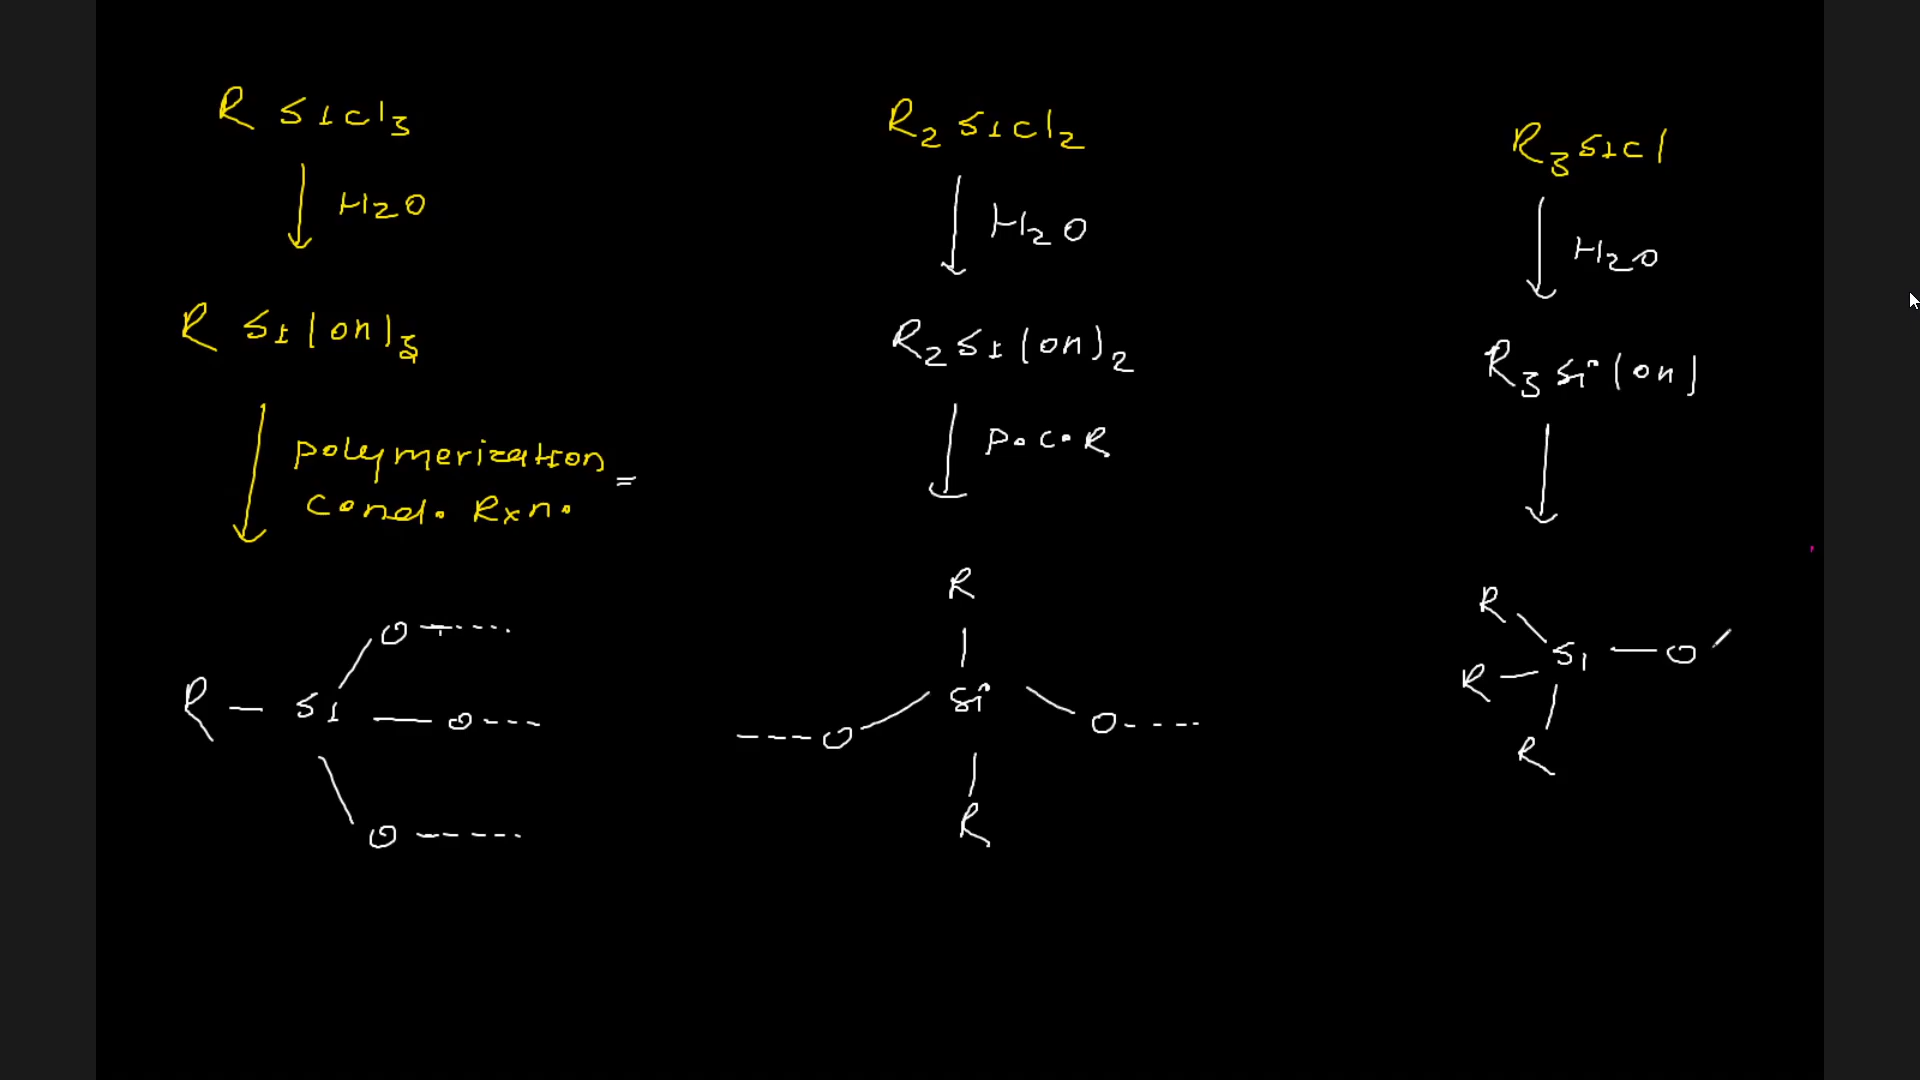 R SiCl3
H2O
R Si(OH)3
Polymerization
Cond. Rxn.
R - Si - O ---
O -----
O -----
R2SiCl2
H2O
R2Si(OH)2
P.C.R
R
Si
--- O
O ----
R
R3SiCl
H2O
R3Si(OH)
R
R - Si - O
R